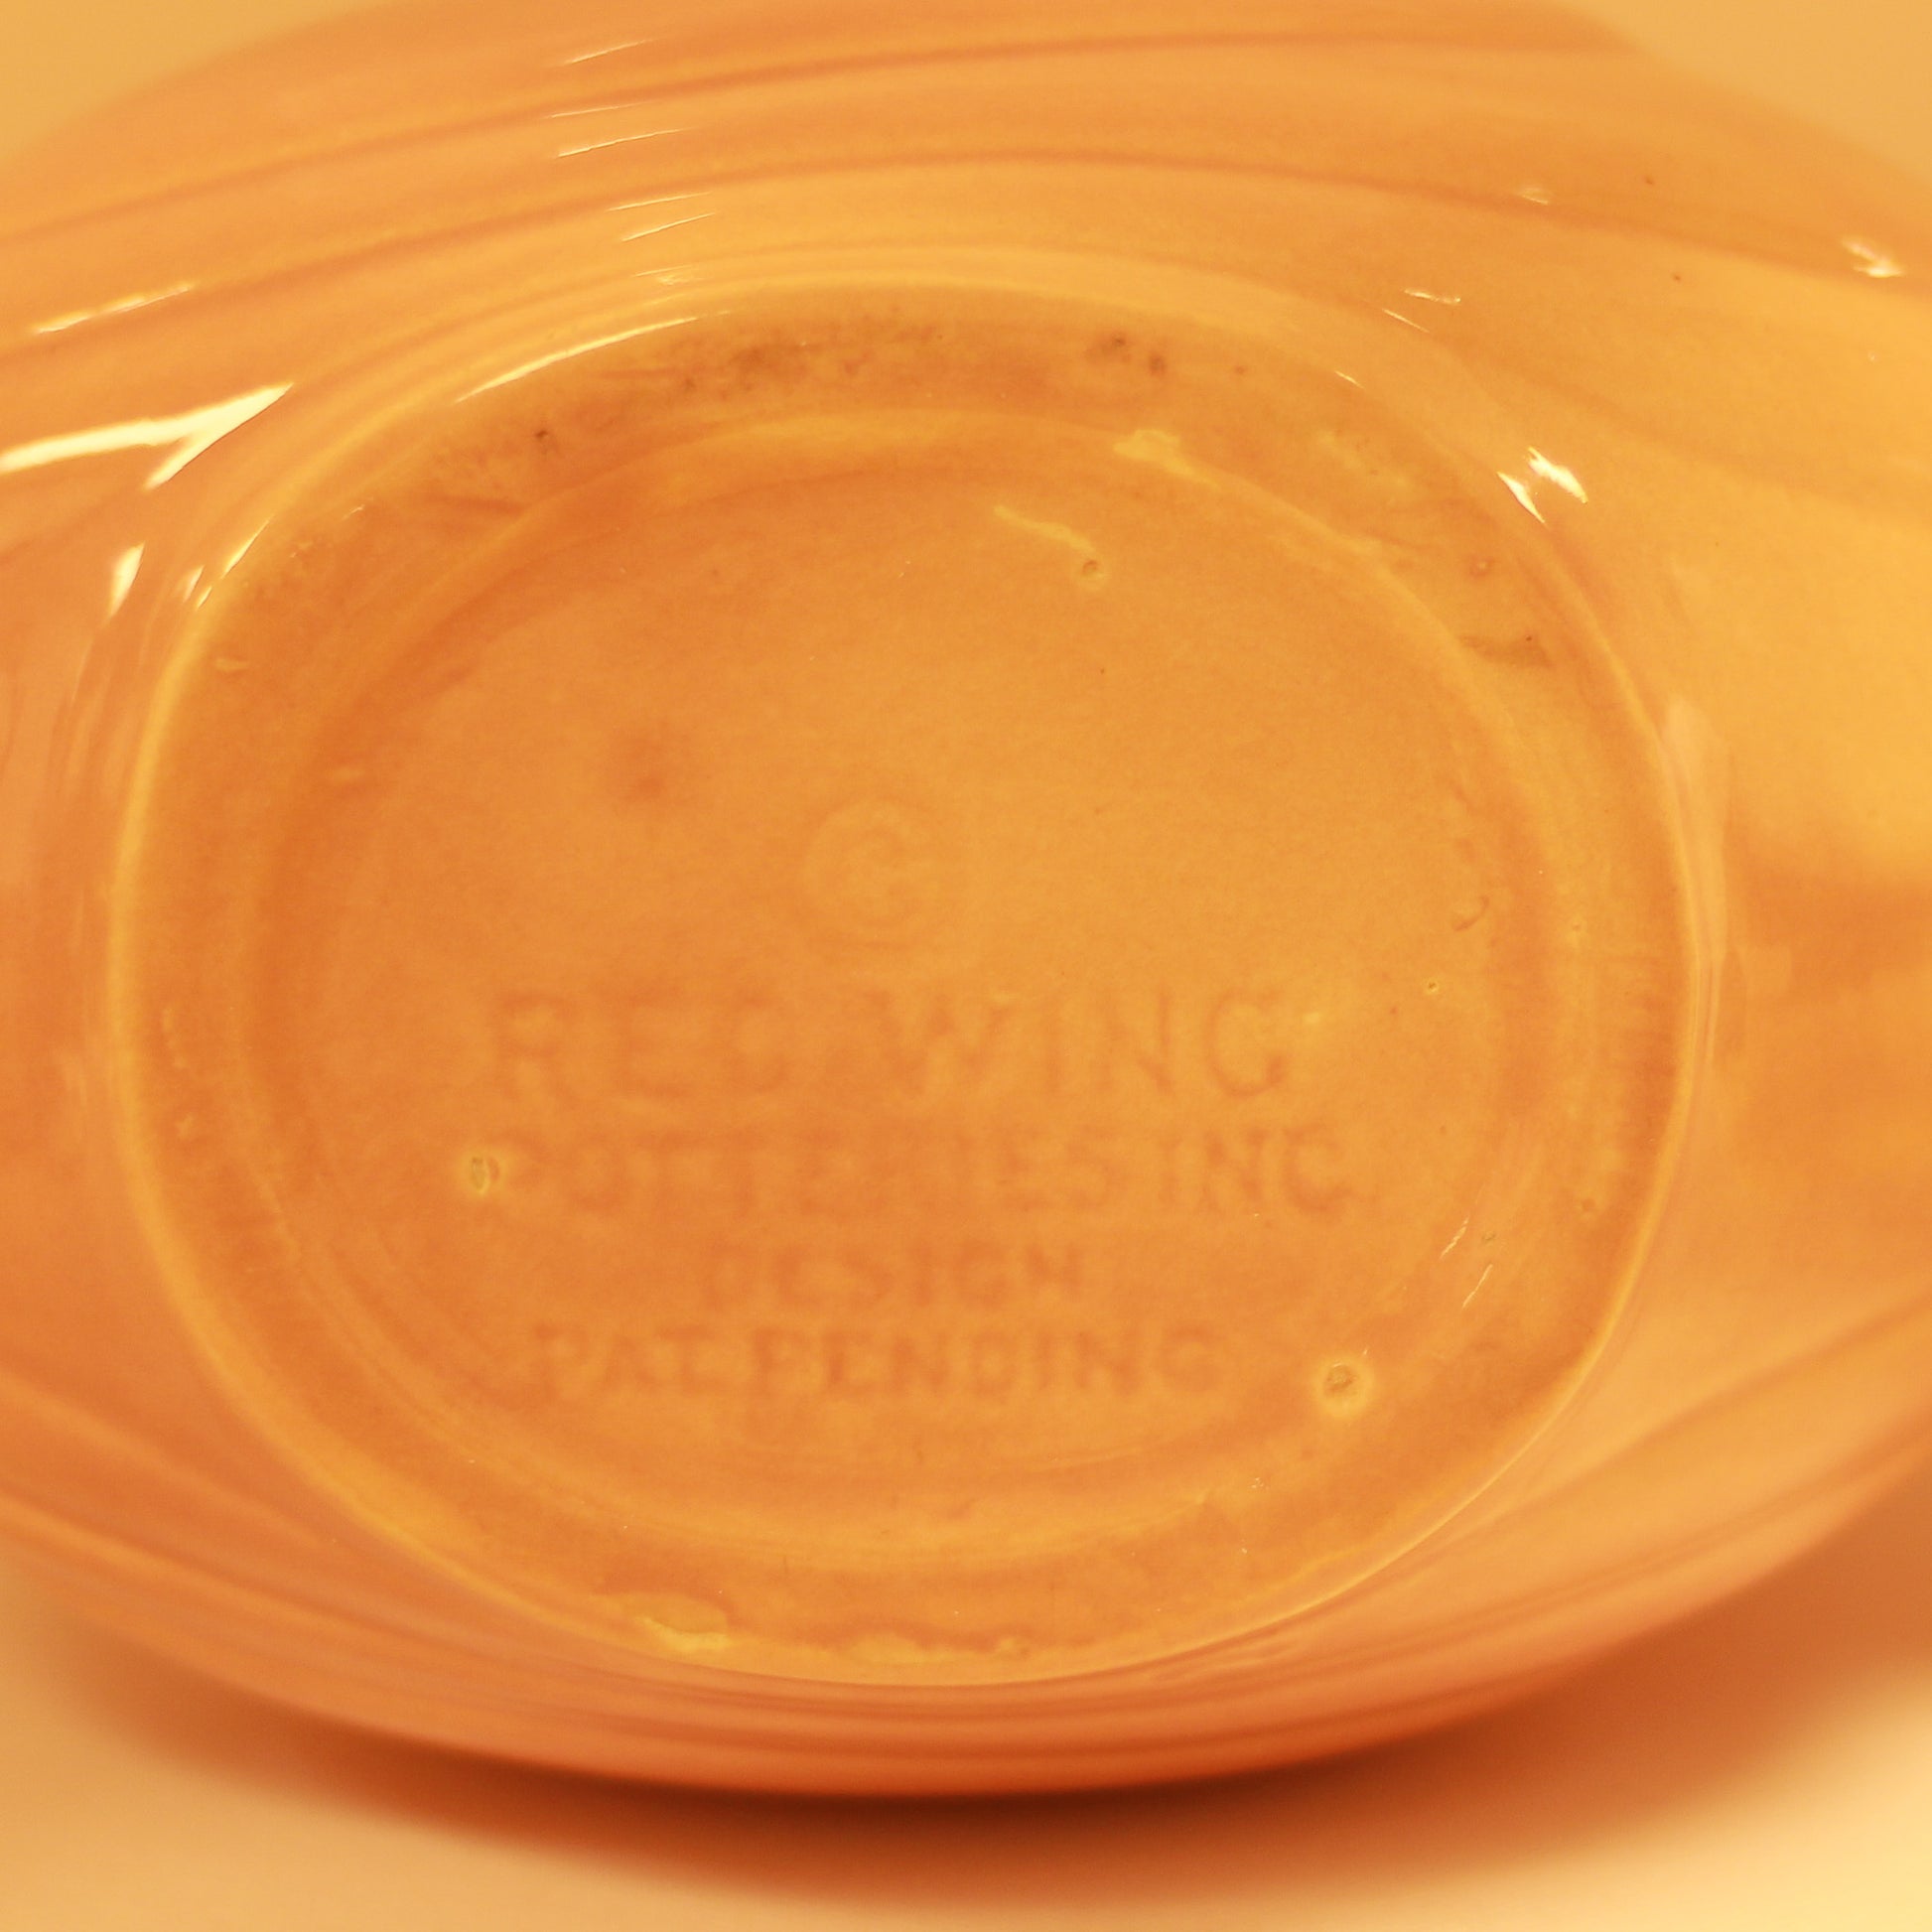 ©
RED WING
POTTERIES INC
DESIGN
PAT. PENDING